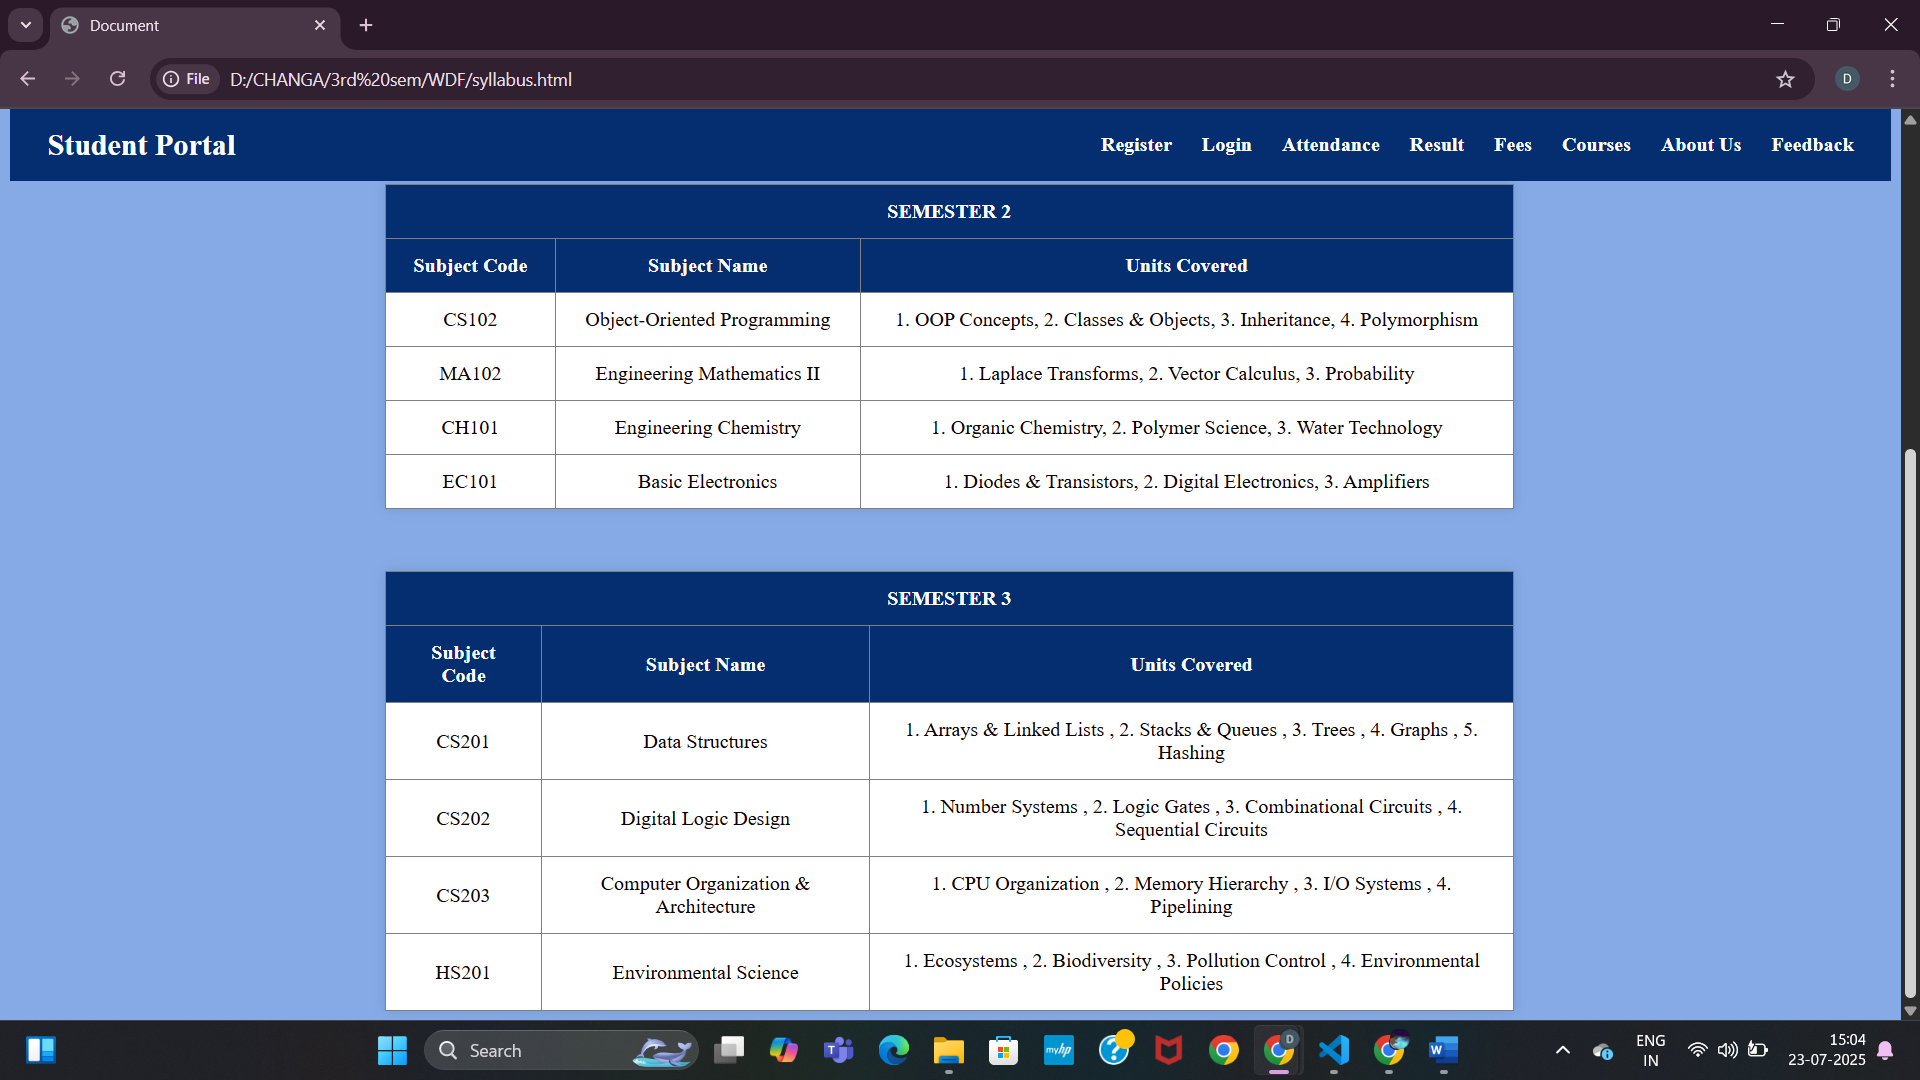 Document
File D:/CHANGA/3rd%20sem/WDF/syllabus.html
D
Student Portal Register Login Attendance Result Fees Courses About Us Feedback
SEMESTER 2
Subject Code Subject Name Units Covered
CS102 Object-Oriented Programming 1. OOP Concepts, 2. Classes & Objects, 3. Inheritance, 4. Polymorphism
MA102 Engineering Mathematics II 1. Laplace Transforms, 2. Vector Calculus, 3. Probability
CH101 Engineering Chemistry 1. Organic Chemistry, 2. Polymer Science, 3. Water Technology
EC101 Basic Electronics 1. Diodes & Transistors, 2. Digital Electronics, 3. Amplifiers
SEMESTER 3
Subject
Code
Subject Name
Units Covered
CS201
Data Structures
1. Arrays & Linked Lists , 2. Stacks & Queues , 3. Trees , 4. Graphs , 5.
Hashing
CS202
Digital Logic Design
1. Number Systems , 2. Logic Gates , 3. Combinational Circuits , 4.
Sequential Circuits
CS203
Computer Organization &
Architecture
1. CPU Organization , 2. Memory Hierarchy , 3. I/O Systems , 4.
Pipelining
HS201
Environmental Science
1. Ecosystems , 2. Biodiversity , 3. Pollution Control , 4. Environmental
Policies
Search
T
myhp
?
D
W
ENG
IN
15:04
23-07-2025